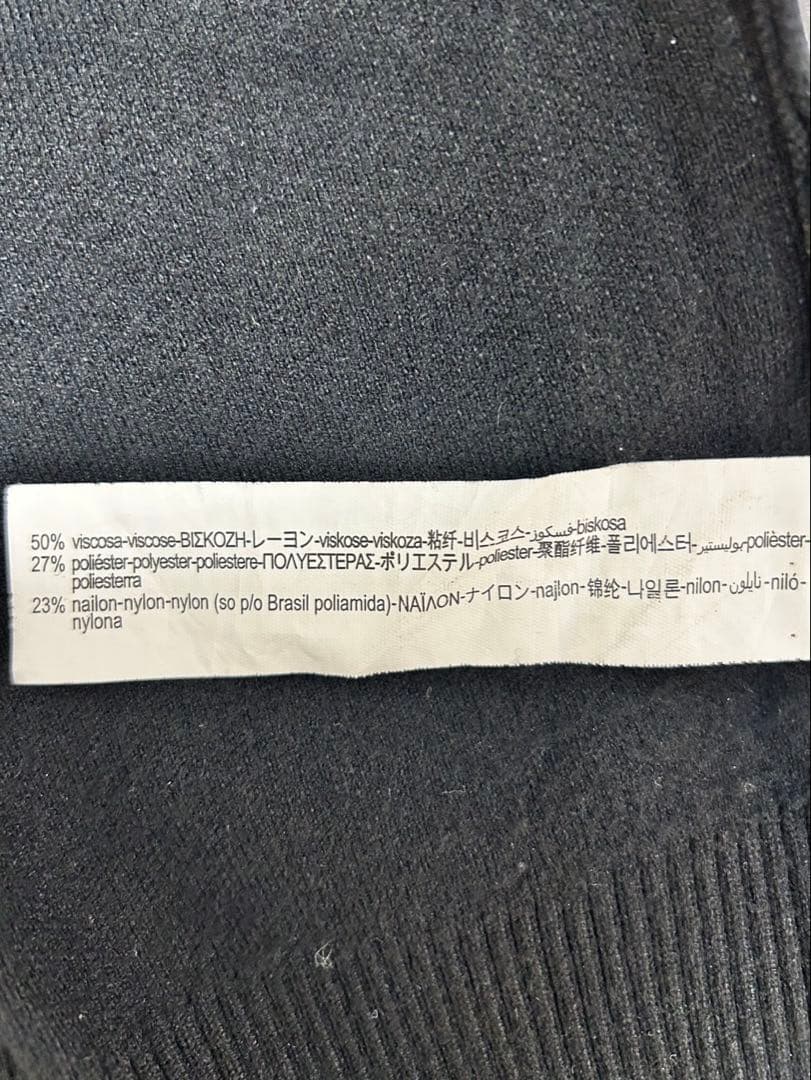 50% viscosa-viscose-ΒΙΣΚΟΖΗ-レーヨン-viskose-viskoza-粘纤-비스코스-فسكوز-biskosa
27% poliéster-polyester-poliestere-ΠΟΛΥΕΣΤΕΡΑΣ-ポリエステル-poliester-聚酯纤维-폴리에스터-بوليستير-polièster-
poliesterra
23% nailon-nylon-nylon (so p/o Brasil poliamida)-ΝΑΪΛΟΝ-ナイロン-najlon-锦纶-나일론-nilon-نايلون-niló-
nylona